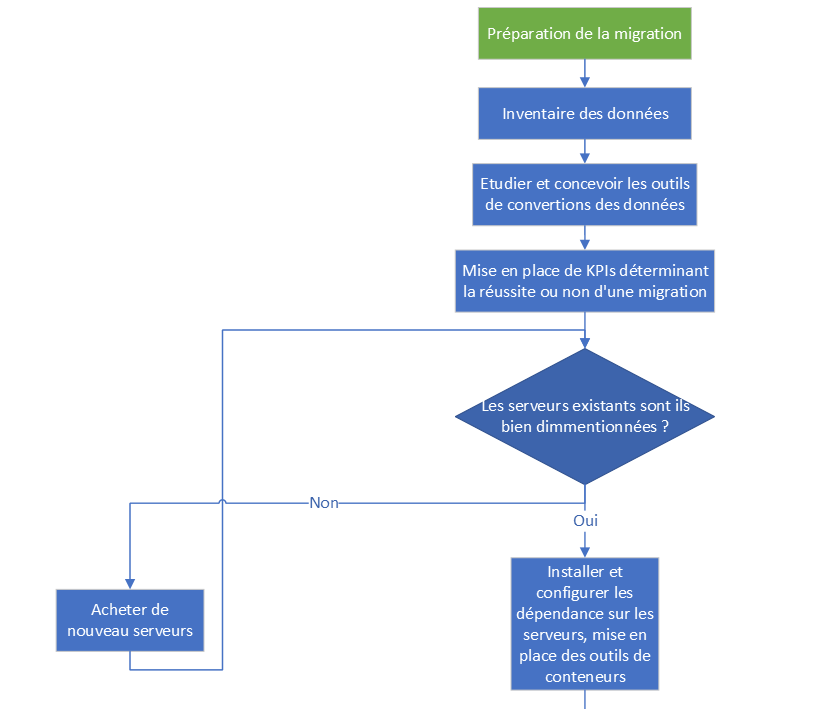 Préparation de la migration
Inventaire des données
Etudier et concevoir les outils
de convertions des données
Mise en place de KPIs déterminant
la réussite ou non d'une migration
Les serveurs existants sont ils
bien dimmentionnées ?
Non
Oui
Installer et
configurer les
dépendance sur les
serveurs, mise en
place des outils de
conteneurs
Acheter de
nouveau serveurs